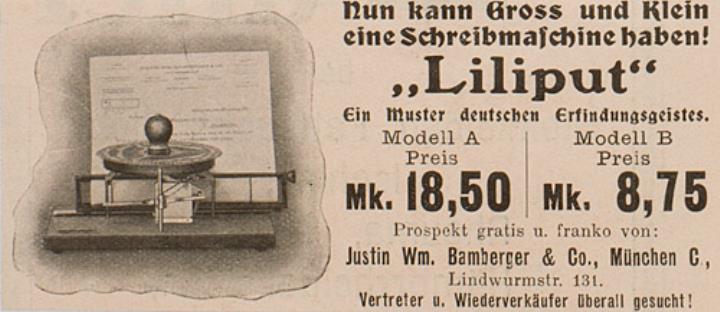 Nun kann Gross und Klein
eine Schreibmaſchine haben!
„Liliput“
Ein Muster deutschen Erfindungsgeistes.
Modell A
Preis
Mk. 18,50
Modell B
Preis
Mk. 8,75
Prospekt gratis u. franko von:
Justin Wm. Bamberger & Co., München C,
Lindwurmstr. 131.
Vertreter u. Wiederverkäufer überall gesucht!